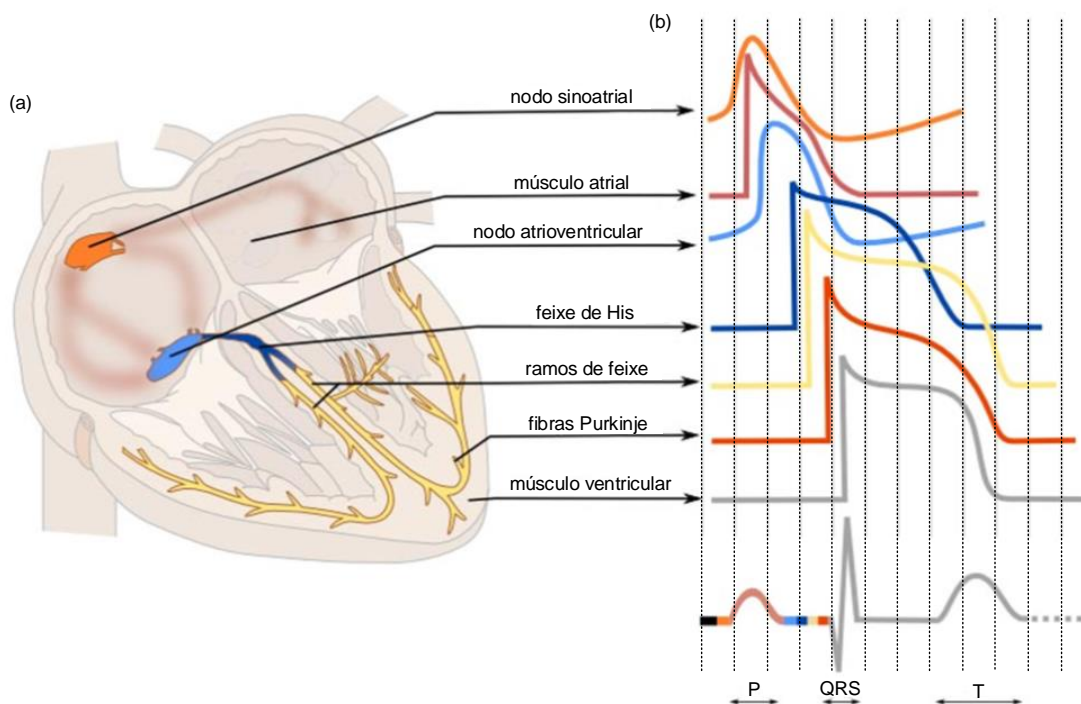 (b)
(a)
nodo sinoatrial
músculo atrial
nodo atrioventricular
feixe de His
ramos de feixe
fibras Purkinje
músculo ventricular
P
QRS
T